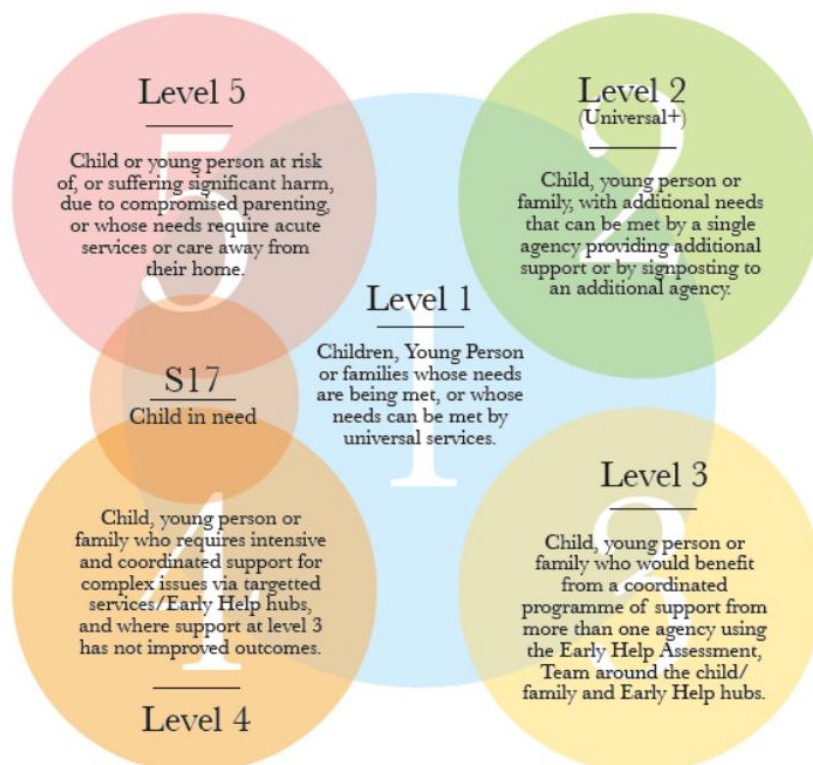 Level 5
5
Child or young person at risk
of, or suffering significant harm,
due to compromised parenting,
or whose needs require acute
services or care away from
their home.
Level 2
(Universal+)
2
Child, young person or
family, with additional needs
that can be met by a single
agency providing additional
support or by signposting to
an additional agency.
Level 1
1
Children, Young Person
or families whose needs
are being met, or whose
needs can be met by
universal services.
S17
Child in need
4
Child, young person or
family who requires intensive
and coordinated support for
complex issues via targetted
services/Early Help hubs,
and where support at level 3
has not improved outcomes.
Level 4
Level 3
3
Child, young person or
family who would benefit
from a coordinated
programme of support from
more than one agency using
the Early Help Assessment,
Team around the child/
family and Early Help hubs.